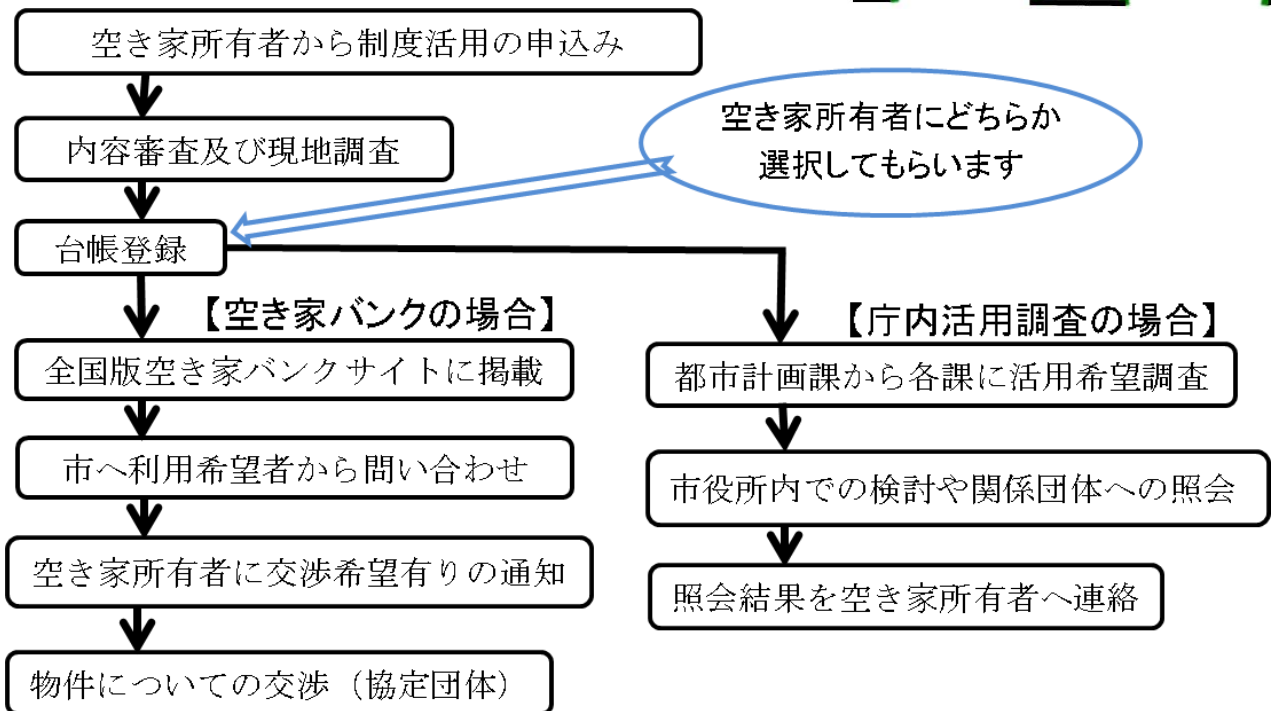 空き家所有者から制度活用の申込み
内容審査及び現地調査
空き家所有者にどちらか
選択してもらいます
台帳登録
【空き家バンクの場合】
全国版空き家バンクサイトに掲載
市へ利用希望者から問い合わせ
空き家所有者に交渉希望有りの通知
物件についての交渉（協定団体）
【庁内活用調査の場合】
都市計画課から各課に活用希望調査
市役所内での検討や関係団体への照会
照会結果を空き家所有者へ連絡